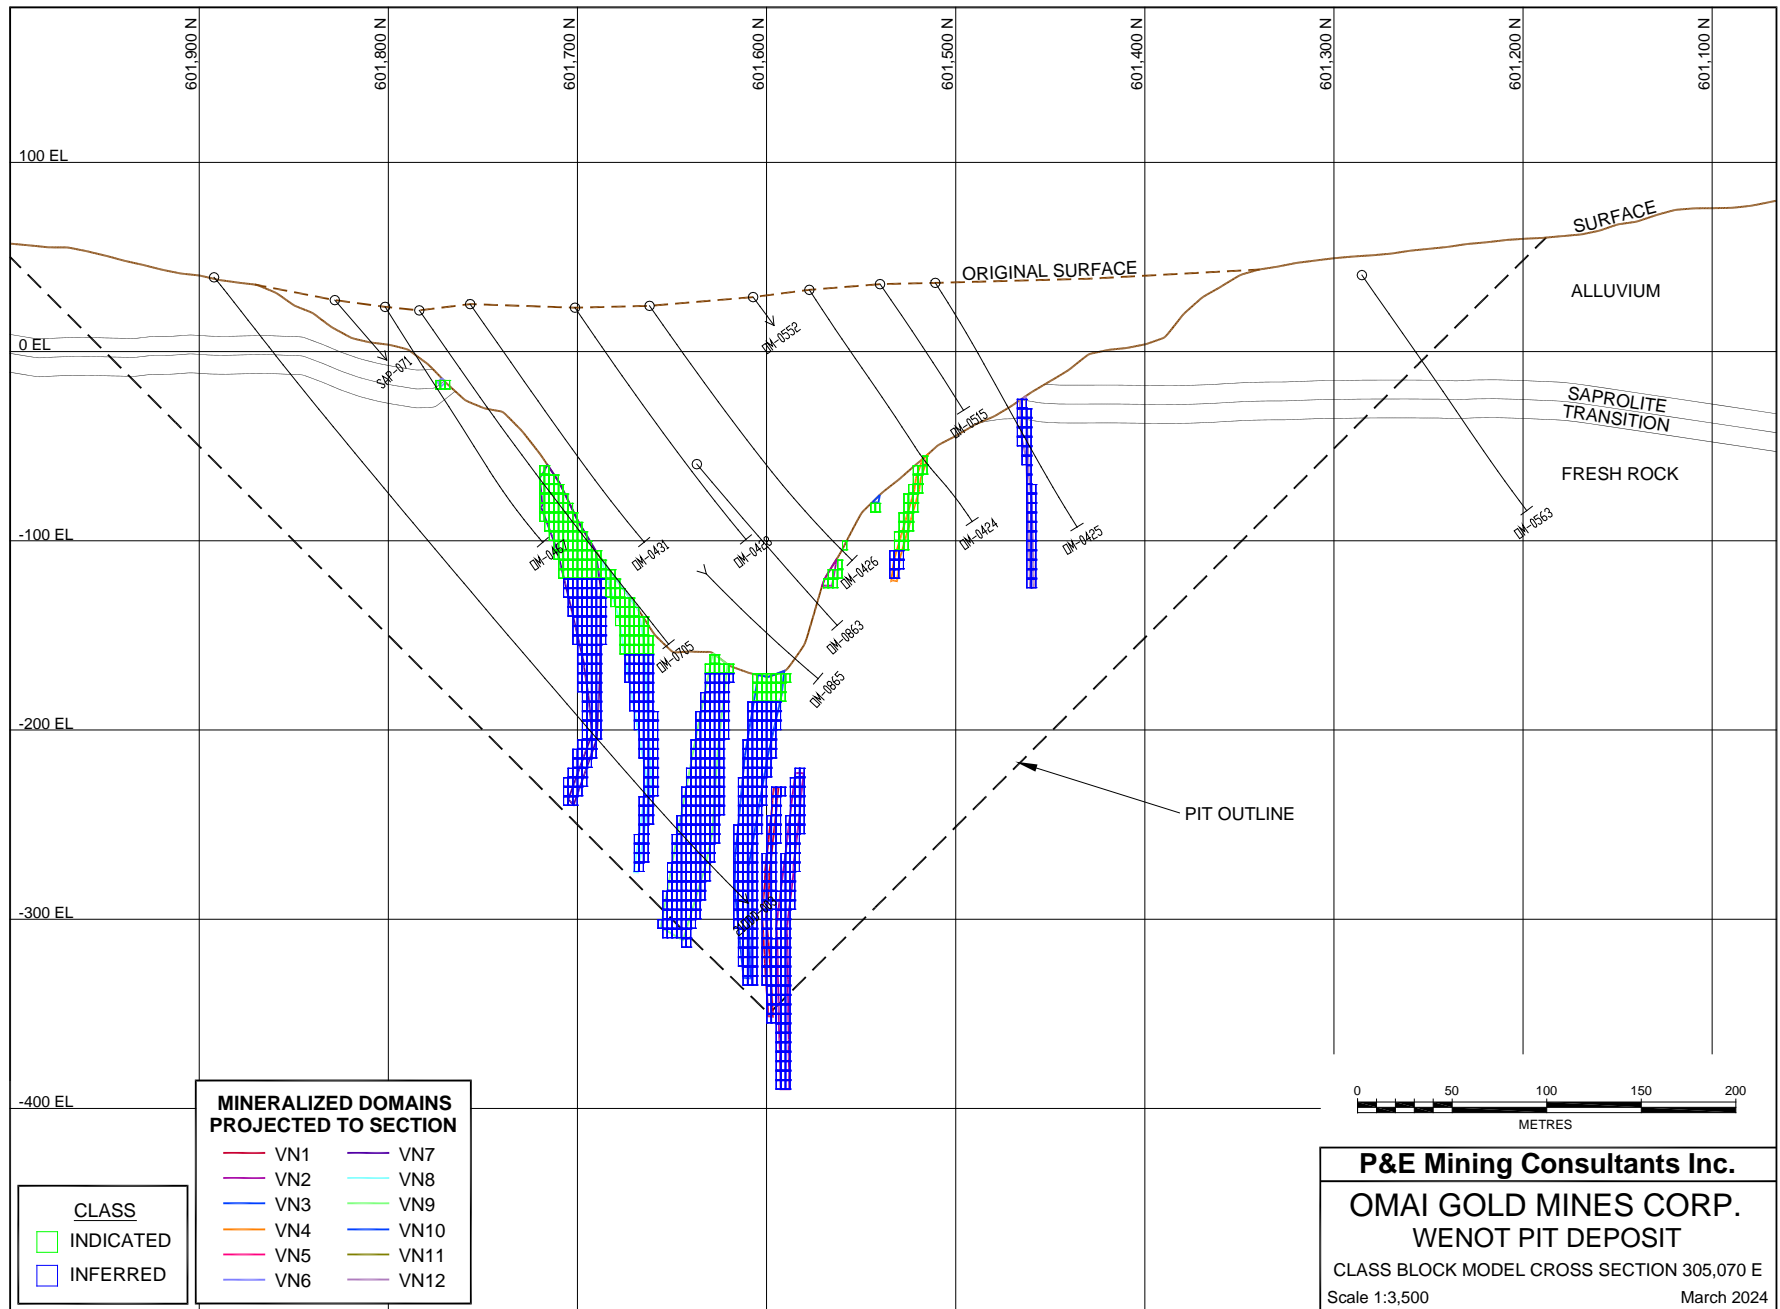 601,900 N
601,800 N
601,700 N
601,600 N
601,500 N
601,400 N
601,300 N
601,200 N
601,100 N
100 EL
0 EL
-100 EL
-200 EL
-300 EL
-400 EL
SURFACE
ORIGINAL SURFACE
ALLUVIUM
SAPROLITE
TRANSITION
FRESH ROCK
PIT OUTLINE
SAP-071
DM-0552
DM-0515
DM-0467
DM-0431
DM-0428
DM-0426
DM-0424
DM-0425
DM-0563
DM-0863
DM-0705
DM-0865
CLASS
INDICATED
INFERRED
MINERALIZED DOMAINS
PROJECTED TO SECTION
VN1
VN2
VN3
VN4
VN5
VN6
VN7
VN8
VN9
VN10
VN11
VN12
0 50 100 150 200
METRES
P&E Mining Consultants Inc.
OMAI GOLD MINES CORP.
WENOT PIT DEPOSIT
CLASS BLOCK MODEL CROSS SECTION 305,070 E
Scale 1:3,500 March 2024